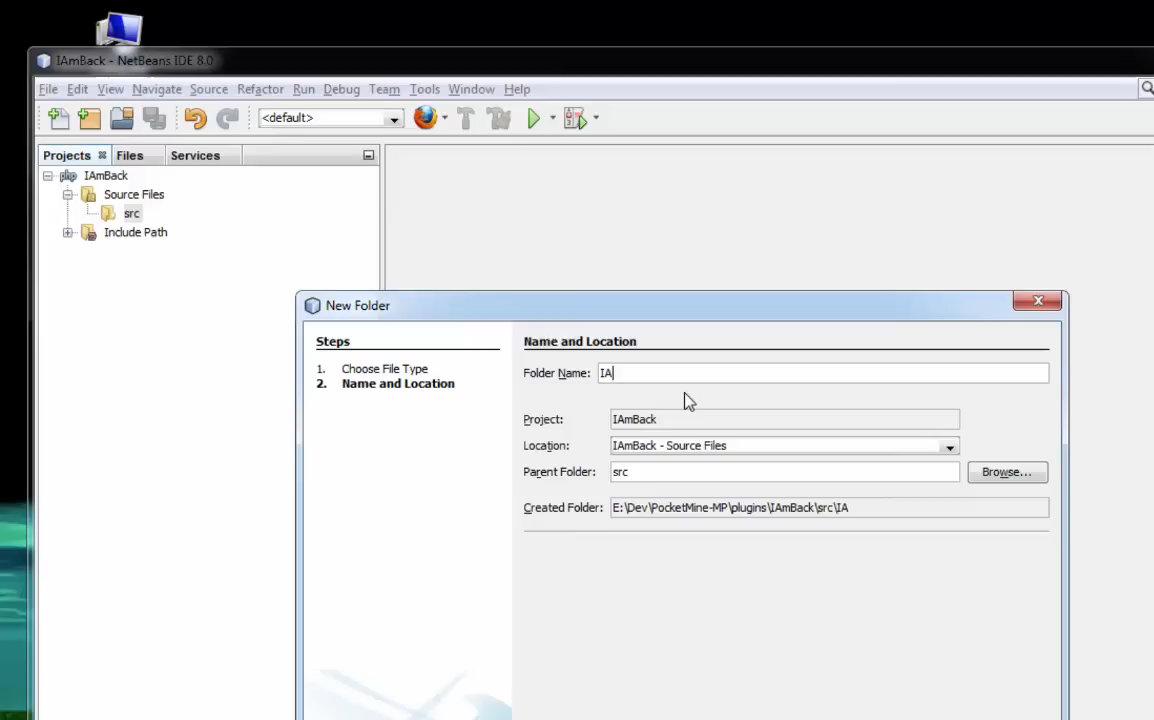 IAmBack - NetBeans IDE 8.0
File Edit View Navigate Source Refactor Run Debug Team Tools Window Help
<default>
Projects Files Services
IAmBack
Source Files
src
Include Path
New Folder
Steps
1. Choose File Type
2. Name and Location
Name and Location
Folder Name: IA
Project: IAmBack
Location: IAmBack - Source Files
Parent Folder: src Browse...
Created Folder: E:\Dev\PocketMine-MP\plugins\IAmBack\src\IA